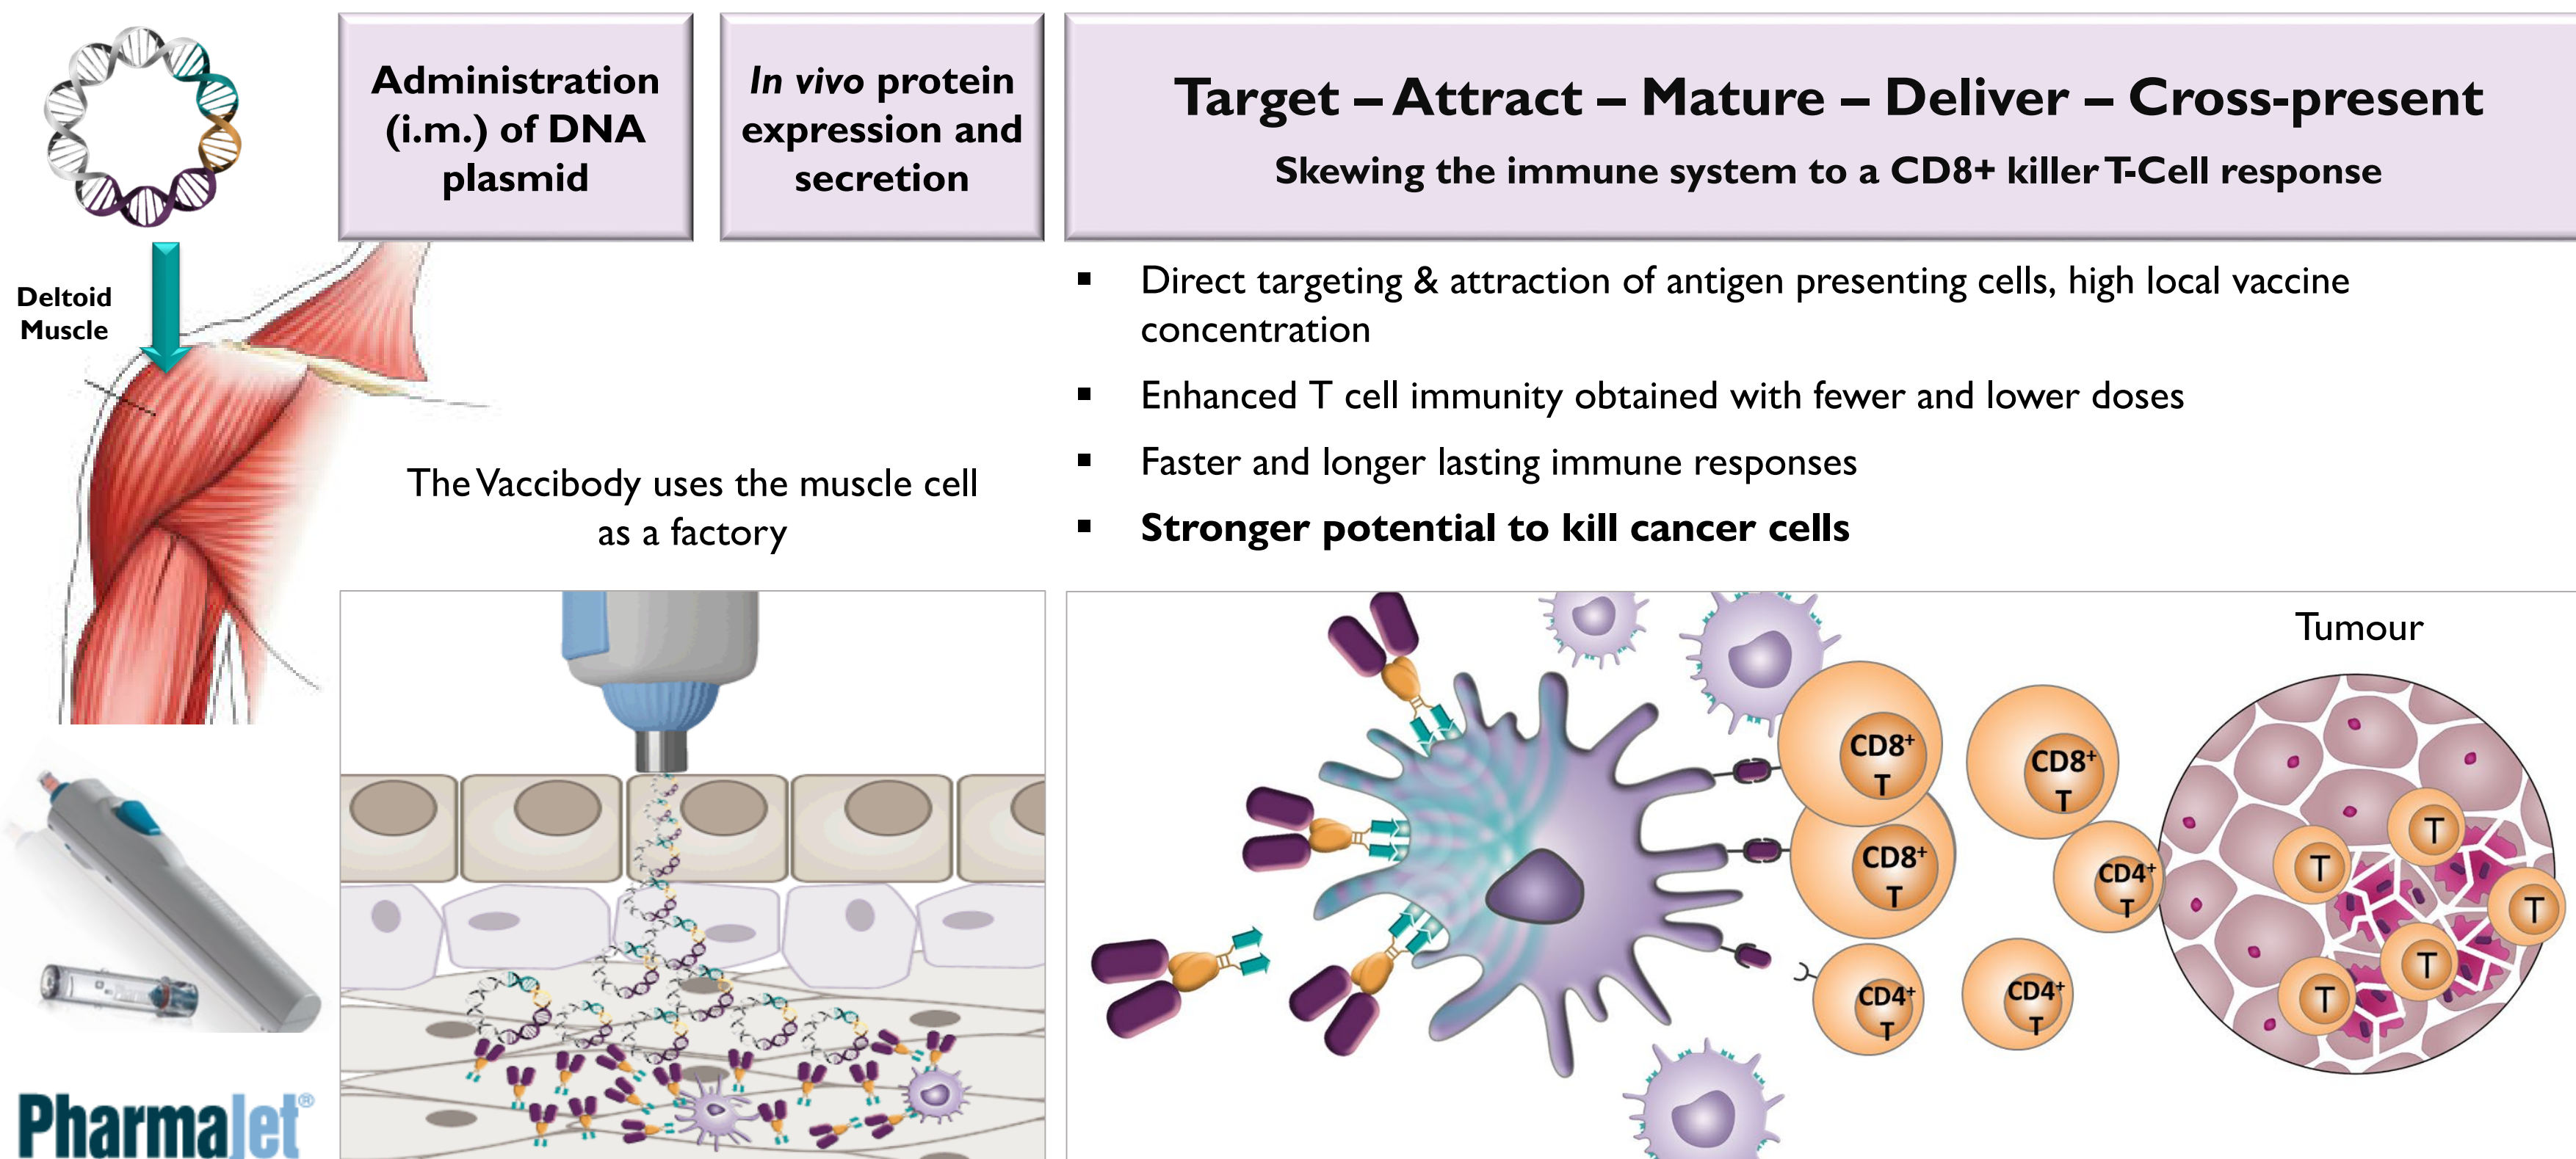 Administration
(i.m.) of DNA
plasmid
In vivo protein
expression and
secretion
Target – Attract – Mature – Deliver – Cross-present
Skewing the immune system to a CD8+ killer T-Cell response
Deltoid
Muscle
The Vaccibody uses the muscle cell
as a factory
▪ Direct targeting & attraction of antigen presenting cells, high local vaccine
concentration
▪ Enhanced T cell immunity obtained with fewer and lower doses
▪ Faster and longer lasting immune responses
▪ Stronger potential to kill cancer cells
PharmaJet®
Tumour
CD8⁺
T
CD8⁺
T
CD8⁺
T
CD4⁺
T
CD4⁺
T
CD4⁺
T
T
T
T
T
T